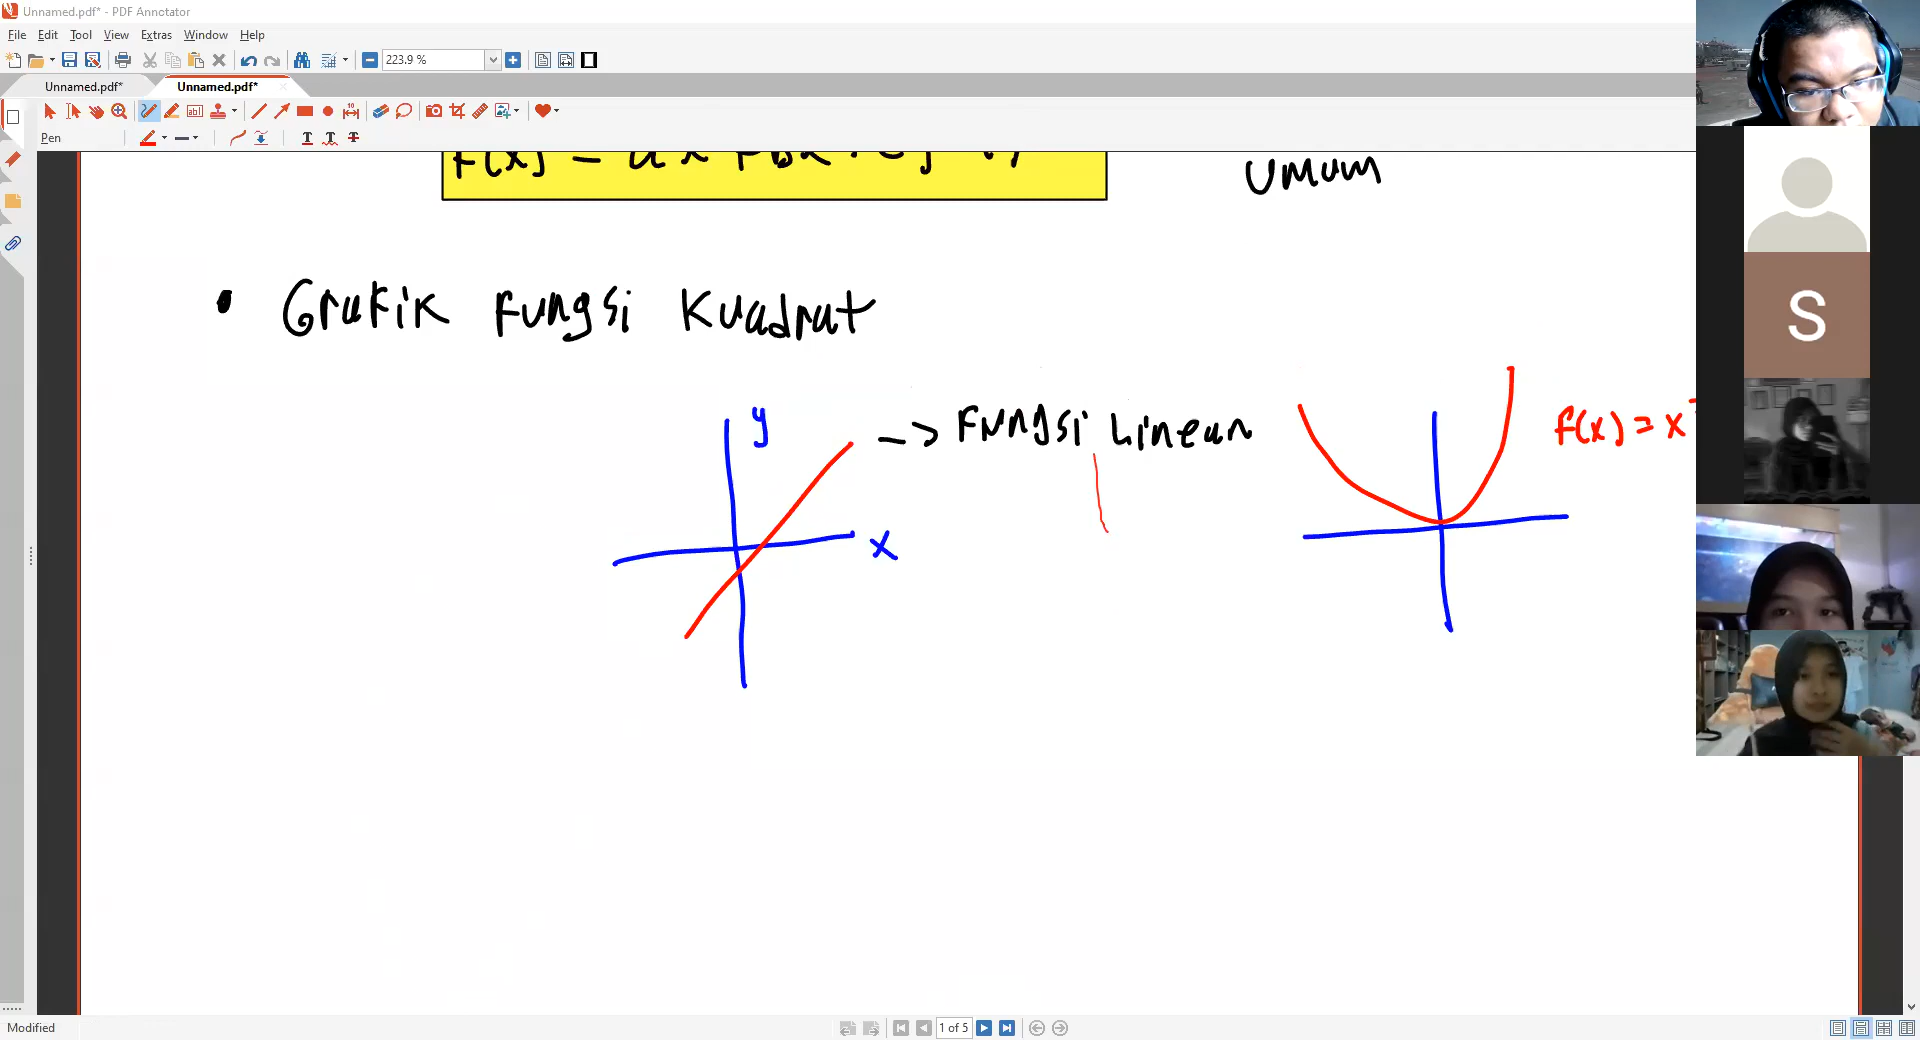 Unnamed.pdf* - PDF Annotator
File Edit Tool View Extras Window Help
223.9 %
Unnamed.pdf* Unnamed.pdf*
Pen
Umum
• Grafik Fungsi Kuadrat
y
-> Fungsi Linear
f(x) = x
x
S
Modified
1 of 5